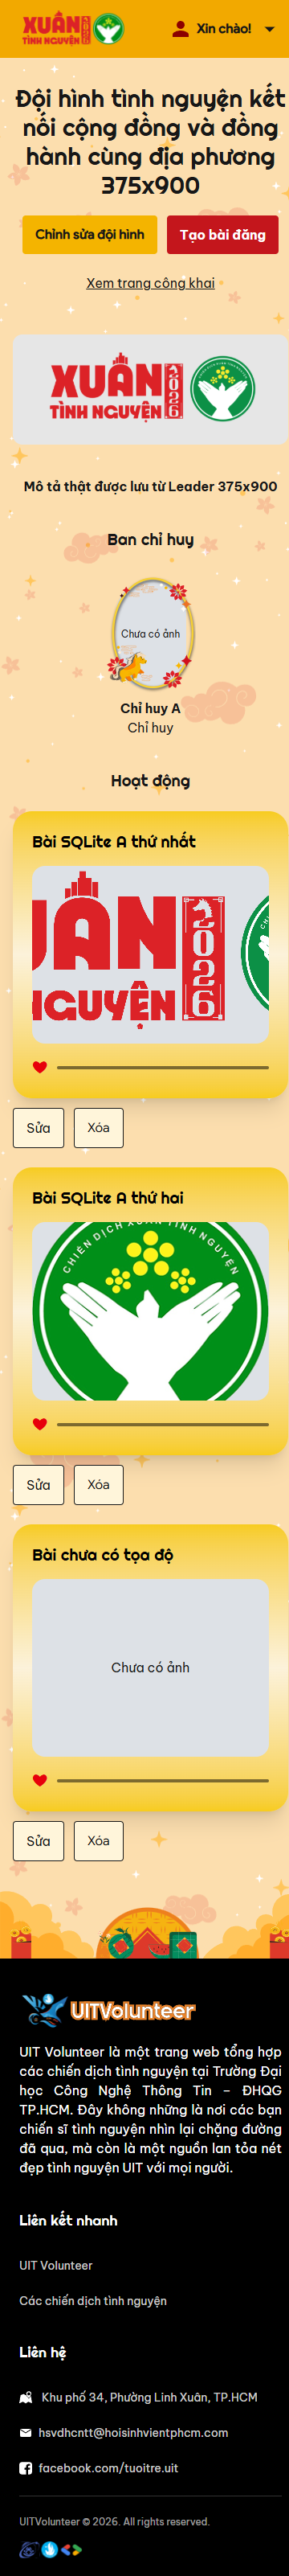 XUÂN
TÌNH NGUYỆN
2026
Xin chào!
Đội hình tình nguyện kết
nối cộng đồng và đồng
hành cùng địa phương
375x900
Chỉnh sửa đội hình
Tạo bài đăng
Xem trang công khai
XUÂN
TÌNH NGUYỆN
2026
Mô tả thật được lưu từ Leader 375x900
Ban chỉ huy
Chưa có ảnh
Chỉ huy A
Chỉ huy
Hoạt động
Bài SQLite A thứ nhất
2026
Sửa
Xóa
Bài SQLite A thứ hai
CHIẾN DỊCH XUÂN TÌNH NGUYỆN
Sửa
Xóa
Bài chưa có tọa độ
Chưa có ảnh
Sửa
Xóa
UITVolunteer
UIT Volunteer là một trang web tổng hợp
các chiến dịch tình nguyện tại Trường Đại
học Công Nghệ Thông Tin – ĐHQG
TP.HCM. Đây không những là nơi các bạn
chiến sĩ tình nguyện nhìn lại chặng đường
đã qua, mà còn là một nguồn lan tỏa nét
đẹp tình nguyện UIT với mọi người.
Liên kết nhanh
UIT Volunteer
Các chiến dịch tình nguyện
Liên hệ
Khu phố 34, Phường Linh Xuân, TP.HCM
hsvdhcntt@hoisinhvientphcm.com
facebook.com/tuoitre.uit
UITVolunteer © 2026. All rights reserved.